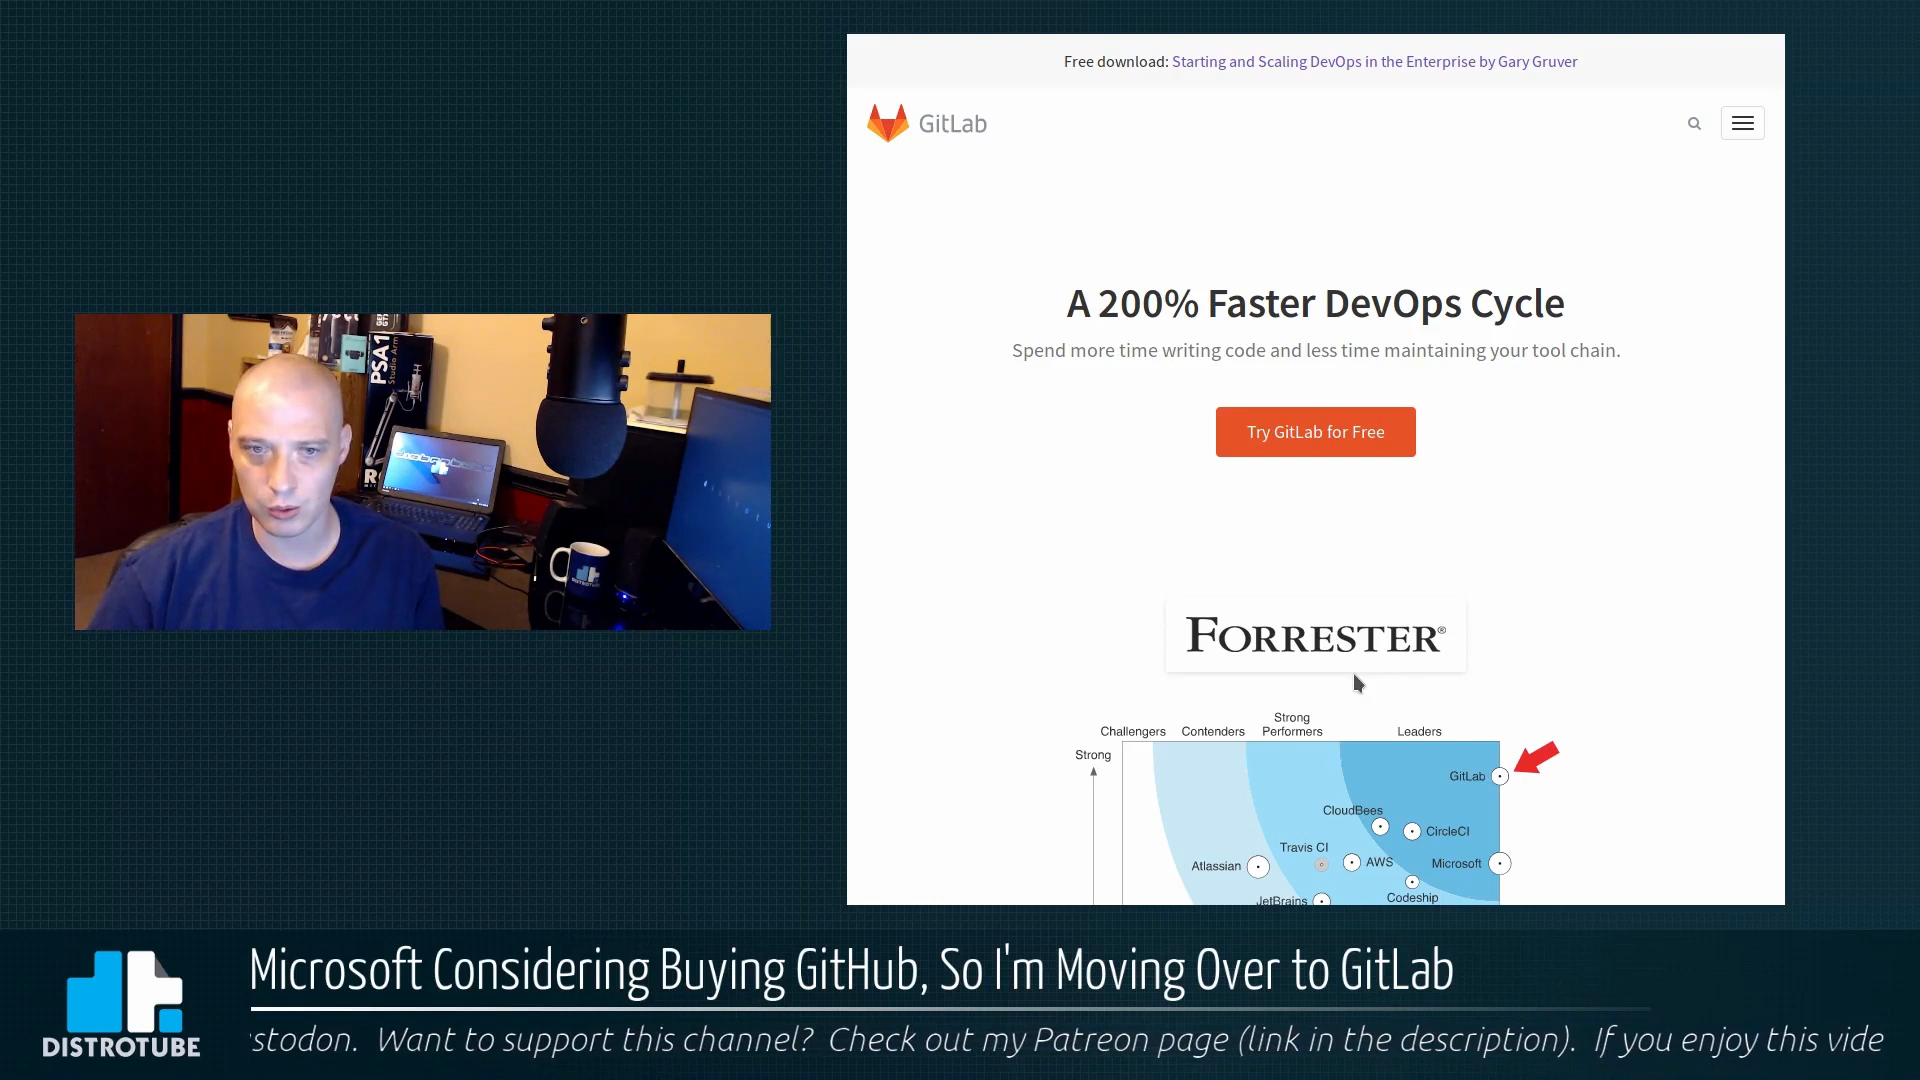 Free download: Starting and Scaling DevOps in the Enterprise by Gary Gruver
GitLab
A 200% Faster DevOps Cycle
Spend more time writing code and less time maintaining your tool chain.
Try GitLab for Free
FORRESTER®
Challengers Contenders Strong Performers Leaders
Strong
GitLab
CloudBees
CircleCI
Travis CI
Atlassian
AWS
Microsoft
Codeship
JetBrains
PSA1
Studio Arm
DISTROTUBE
Microsoft Considering Buying GitHub, So I'm Moving Over to GitLab
stodon. Want to support this channel? Check out my Patreon page (link in the description). If you enjoy this vide
DISTROTUBE